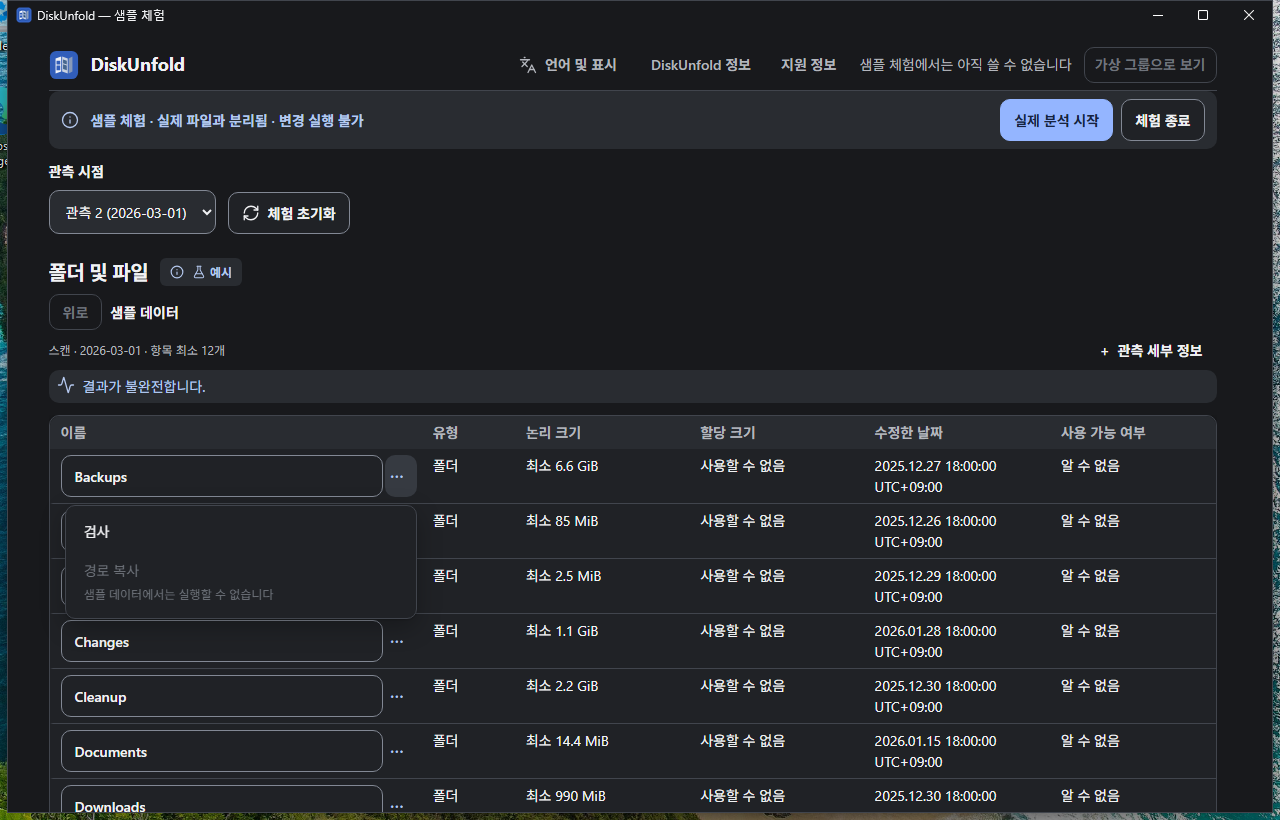 DiskUnfold — 샘플 체험
DiskUnfold
언어 및 표시
DiskUnfold 정보
지원 정보
샘플 체험에서는 아직 쓸 수 없습니다
가상 그룹으로 보기
샘플 체험 · 실제 파일과 분리됨 · 변경 실행 불가
실제 분석 시작
체험 종료
관측 시점
관측 2 (2026-03-01)
체험 초기화
폴더 및 파일
예시
위로
샘플 데이터
스캔 · 2026-03-01 · 항목 최소 12개
+ 관측 세부 정보
결과가 불완전합니다.
이름 유형 논리 크기 할당 크기 수정한 날짜 사용 가능 여부
Backups ··· 폴더 최소 6.6 GiB 사용할 수 없음 2025.12.27 18:00:00 알 수 없음
UTC+09:00
검사
경로 복사
샘플 데이터에서는 실행할 수 없습니다
폴더 최소 85 MiB 사용할 수 없음 2025.12.26 18:00:00 알 수 없음
UTC+09:00
폴더 최소 2.5 MiB 사용할 수 없음 2025.12.29 18:00:00 알 수 없음
UTC+09:00
Changes ··· 폴더 최소 1.1 GiB 사용할 수 없음 2026.01.28 18:00:00 알 수 없음
UTC+09:00
Cleanup ··· 폴더 최소 2.2 GiB 사용할 수 없음 2025.12.30 18:00:00 알 수 없음
UTC+09:00
Documents ··· 폴더 최소 14.4 MiB 사용할 수 없음 2026.01.15 18:00:00 알 수 없음
UTC+09:00
Downloads ··· 폴더 최소 990 MiB 사용할 수 없음 2025.12.30 18:00:00 알 수 없음